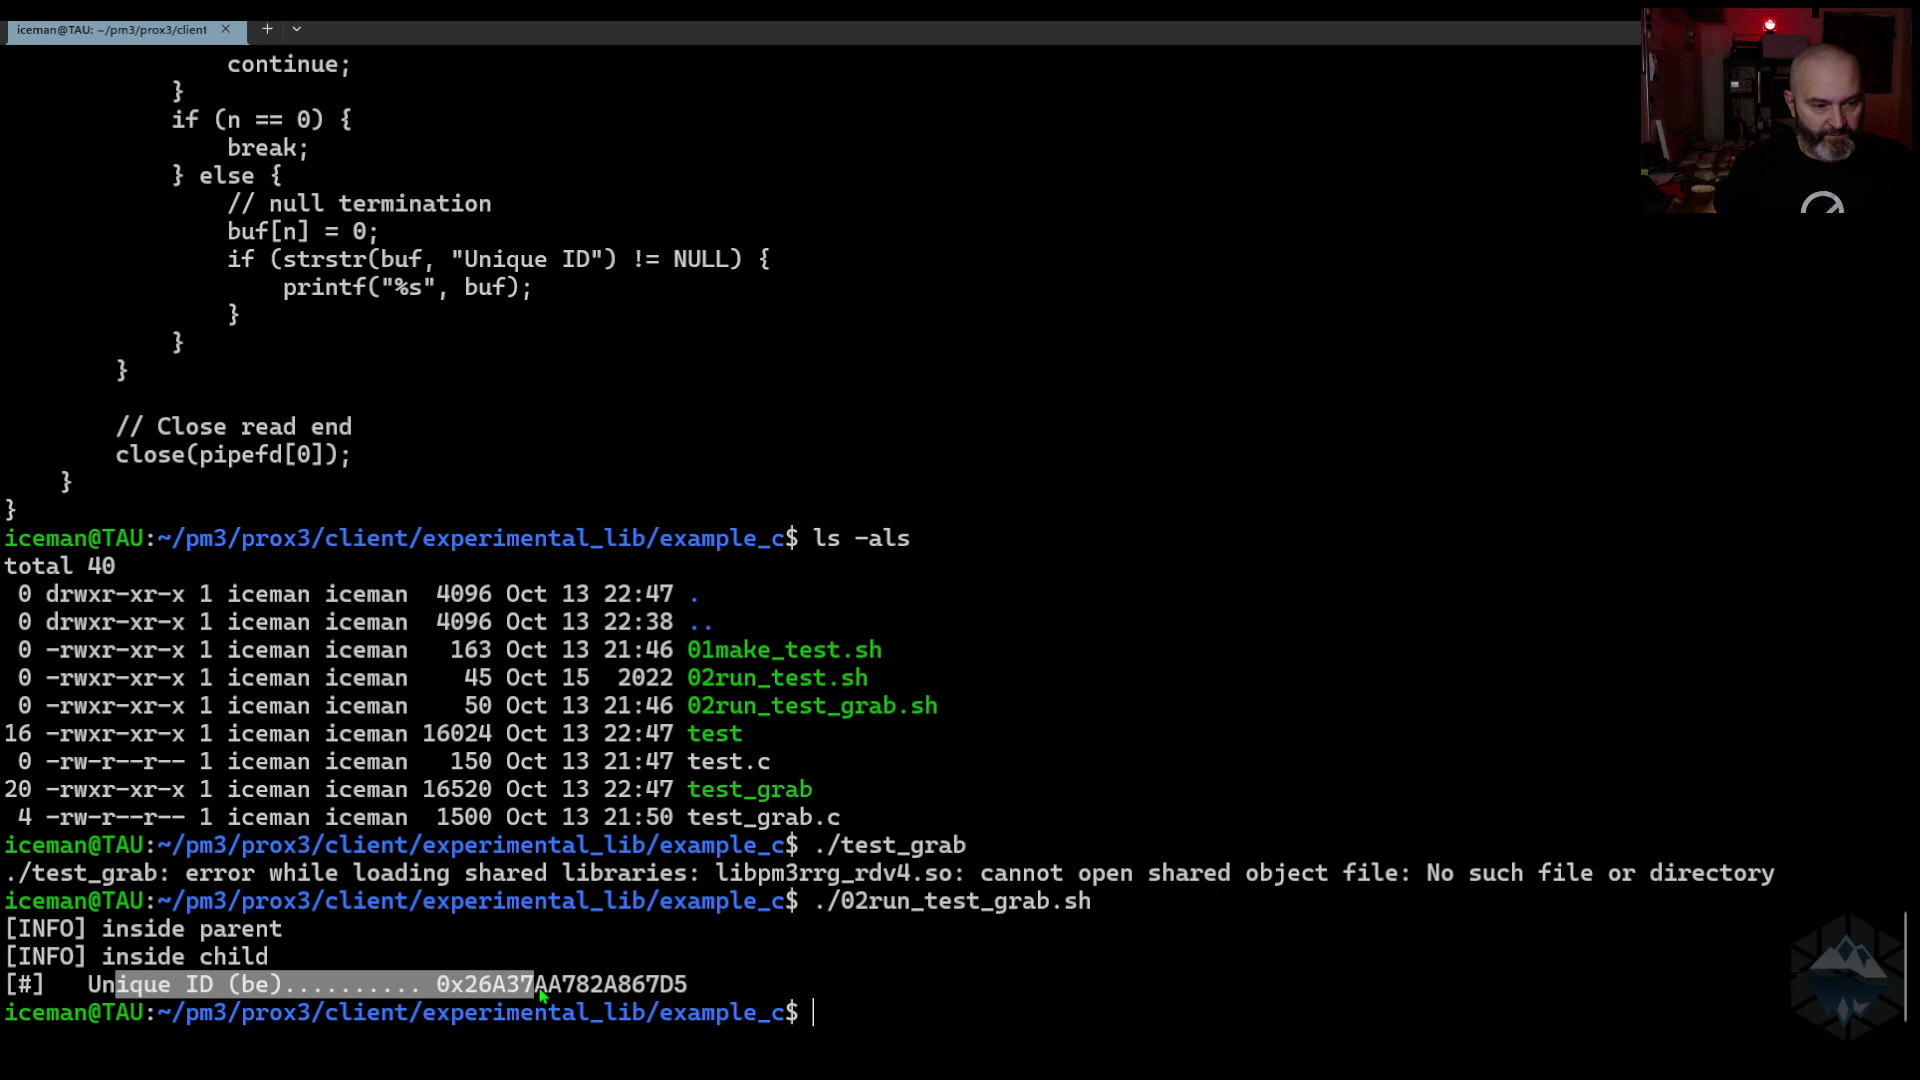 iceman@TAU: ~/pm3/prox3/client
continue;
}
if (n == 0) {
break;
} else {
// null termination
buf[n] = 0;
if (strstr(buf, "Unique ID") != NULL) {
printf("%s", buf);
}
}
}
// Close read end
close(pipefd[0]);
}
}
iceman@TAU:~/pm3/prox3/client/experimental_lib/example_c$ ls -als
total 40
0 drwxr-xr-x 1 iceman iceman 4096 Oct 13 22:47 .
0 drwxr-xr-x 1 iceman iceman 4096 Oct 13 22:38 ..
0 -rwxr-xr-x 1 iceman iceman 163 Oct 13 21:46 01make_test.sh
0 -rwxr-xr-x 1 iceman iceman 45 Oct 15 2022 02run_test.sh
0 -rwxr-xr-x 1 iceman iceman 50 Oct 13 21:46 02run_test_grab.sh
16 -rwxr-xr-x 1 iceman iceman 16024 Oct 13 22:47 test
0 -rw-r--r-- 1 iceman iceman 150 Oct 13 21:47 test.c
20 -rwxr-xr-x 1 iceman iceman 16520 Oct 13 22:47 test_grab
4 -rw-r--r-- 1 iceman iceman 1500 Oct 13 21:50 test_grab.c
iceman@TAU:~/pm3/prox3/client/experimental_lib/example_c$ ./test_grab
./test_grab: error while loading shared libraries: libpm3rrg_rdv4.so: cannot open shared object file: No such file or directory
iceman@TAU:~/pm3/prox3/client/experimental_lib/example_c$ ./02run_test_grab.sh
[INFO] inside parent
[INFO] inside child
[#] Unique ID (be).......... 0x26A37AA782A867D5
iceman@TAU:~/pm3/prox3/client/experimental_lib/example_c$